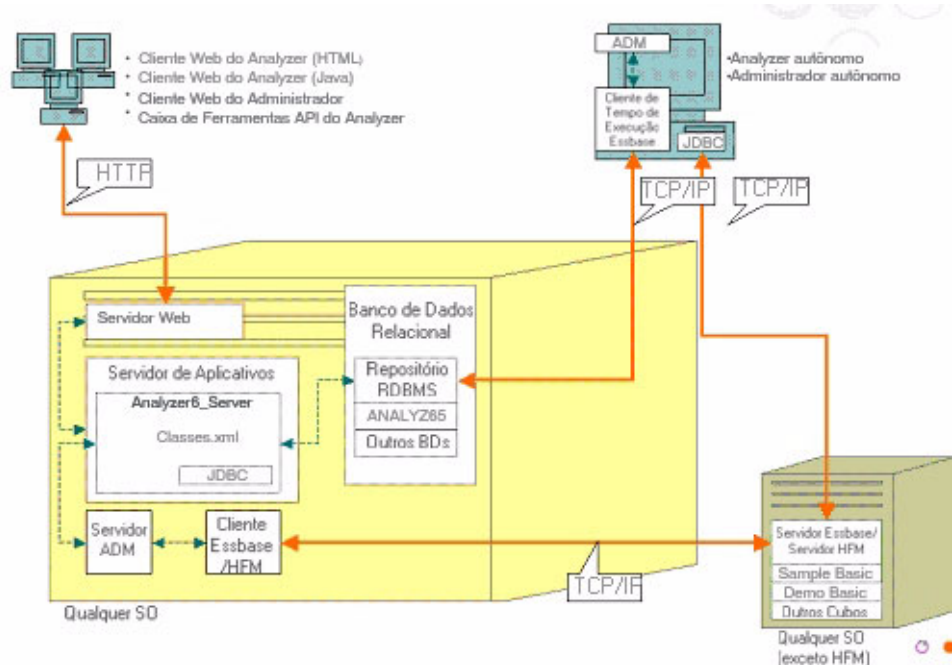 • Cliente Web do Analyzer (HTML)
• Cliente Web do Analyzer (Java)
• Cliente Web do Administrador
• Caixa de Ferramentas API do Analyzer
ADM
Cliente de
Tempo de
Execução
Essbase
JDBC
•Analyzer autônomo
•Administrador autônomo
HTTP
TCP/IP
TCP/IP
Servidor Web
Banco de Dados
Relacional
Repositório
RDBMS
ANALYZ65
Outros BDs
Servidor de Aplicativos
Analyzer6_Server
Classes.xml
JDBC
Servidor
ADM
Cliente
Essbase
/HFM
TCP/IP
Qualquer SO
Servidor Essbase/
Servidor HFM
Sample Basic
Demo Basic
Outros Cubos
Qualquer SO
(exceto HFM)